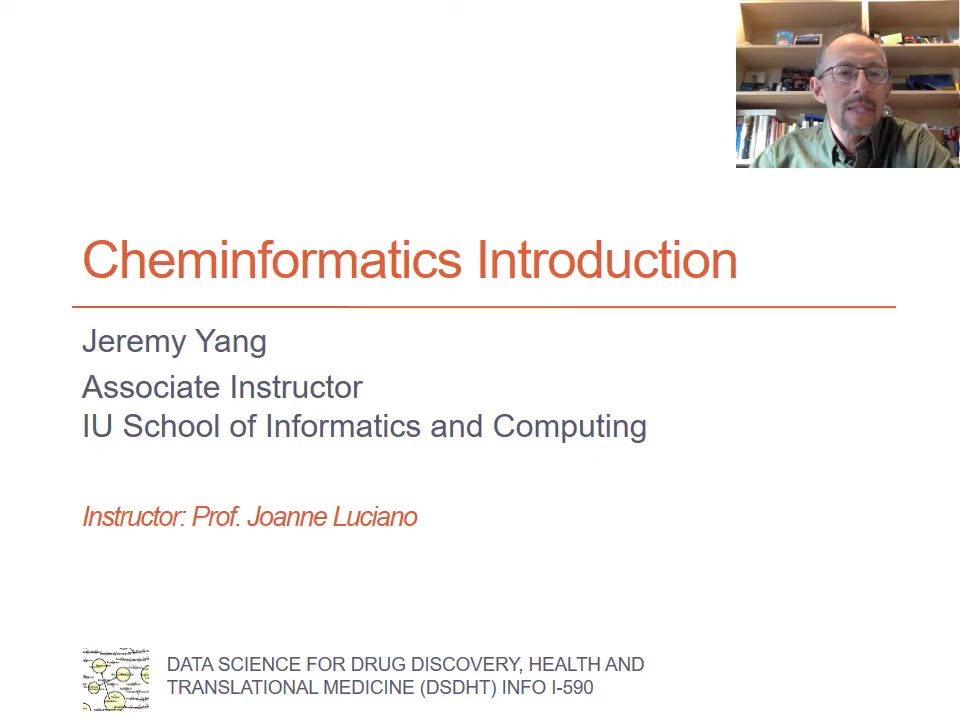 Cheminformatics Introduction
Jeremy Yang
Associate Instructor
IU School of Informatics and Computing
Instructor: Prof. Joanne Luciano
DATA SCIENCE FOR DRUG DISCOVERY, HEALTH AND
TRANSLATIONAL MEDICINE (DSDHT) INFO I-590